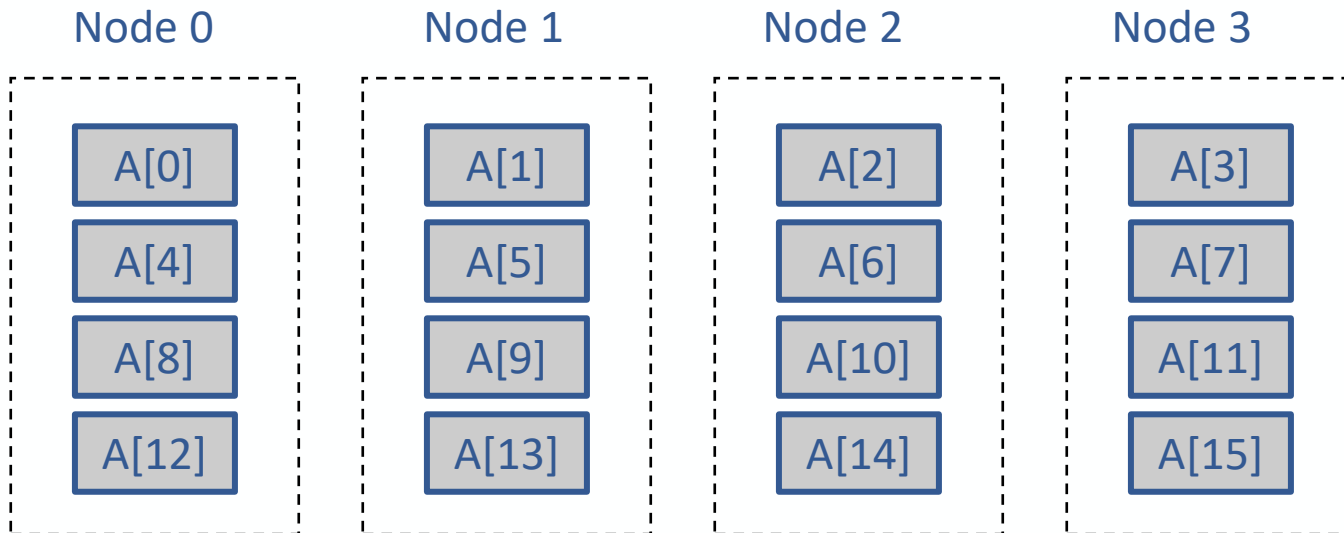 Node 0 Node 1 Node 2 Node 3
A[0] A[1] A[2] A[3]
A[4] A[5] A[6] A[7]
A[8] A[9] A[10] A[11]
A[12] A[13] A[14] A[15]